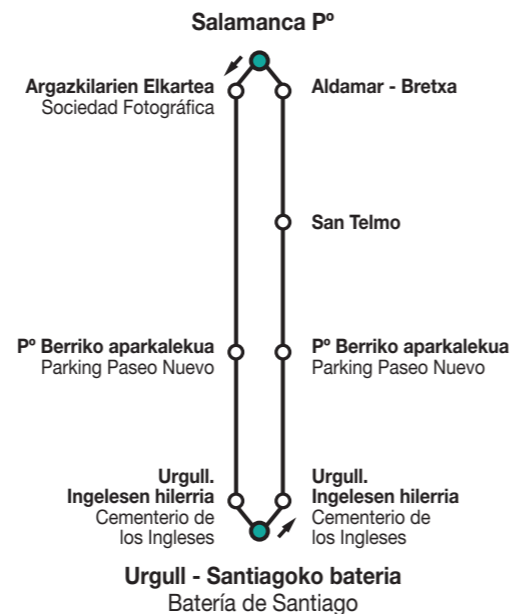 Salamanca Pº
Argazkilarien Elkartea
Sociedad Fotográfica
Aldamar - Bretxa
San Telmo
Pº Berriko aparkalekua
Parking Paseo Nuevo
Pº Berriko aparkalekua
Parking Paseo Nuevo
Urgull.
Ingelesen hilerria
Cementerio de
los Ingleses
Urgull.
Ingelesen hilerria
Cementerio de
los Ingleses
Urgull - Santiagoko bateria
Batería de Santiago